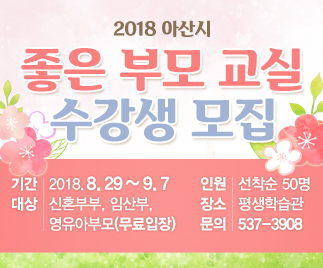 2018 아산시
좋은 부모 교실
수강생 모집
기간 2018. 8. 29 ~ 9. 7
대상 신혼부부, 임산부,
영유아부모(무료입장)
인원 선착순 50명
장소 평생학습관
문의 537-3908